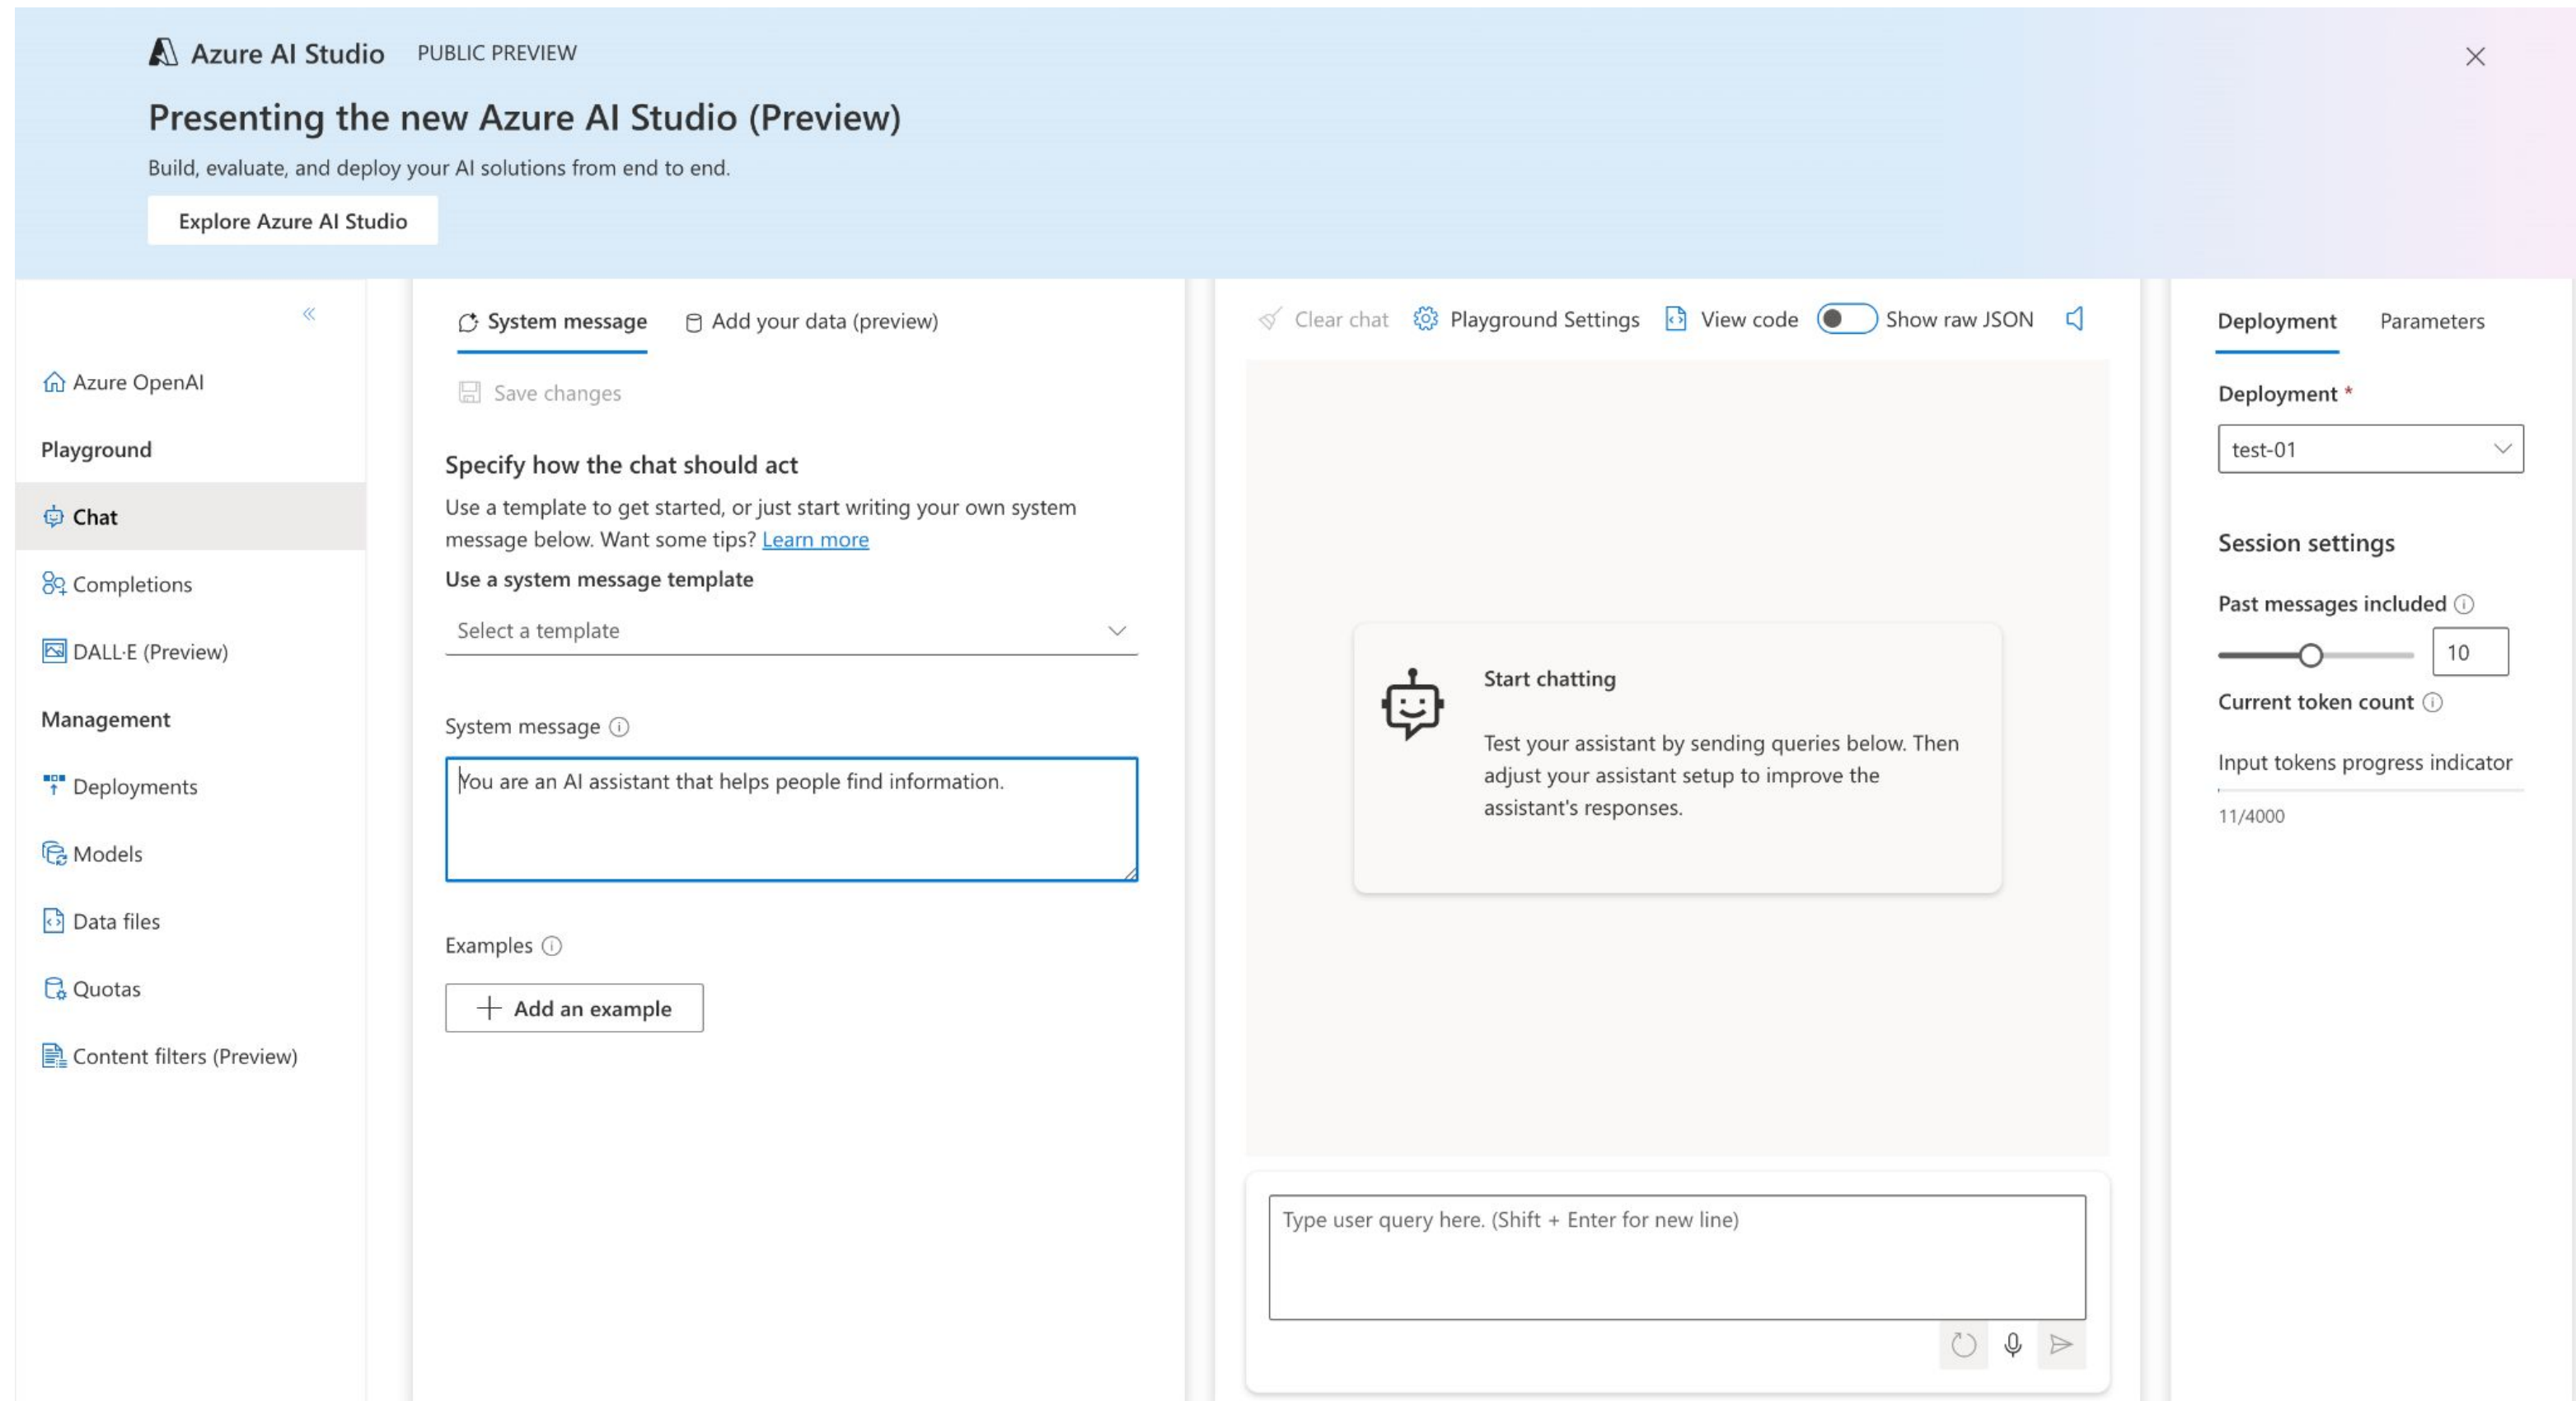 Azure AI Studio PUBLIC PREVIEW
Presenting the new Azure AI Studio (Preview)
Build, evaluate, and deploy your AI solutions from end to end.
Explore Azure AI Studio
Azure OpenAI
Playground
Chat
Completions
DALL·E (Preview)
Management
Deployments
Models
Data files
Quotas
Content filters (Preview)
System message Add your data (preview)
Save changes
Specify how the chat should act
Use a template to get started, or just start writing your own system
message below. Want some tips? Learn more
Use a system message template
Select a template
System message
You are an AI assistant that helps people find information.
Examples
Add an example
Clear chat Playground Settings View code Show raw JSON
Start chatting
Test your assistant by sending queries below. Then
adjust your assistant setup to improve the
assistant's responses.
Type user query here. (Shift + Enter for new line)
Deployment Parameters
Deployment *
test-01
Session settings
Past messages included
10
Current token count
Input tokens progress indicator
11/4000